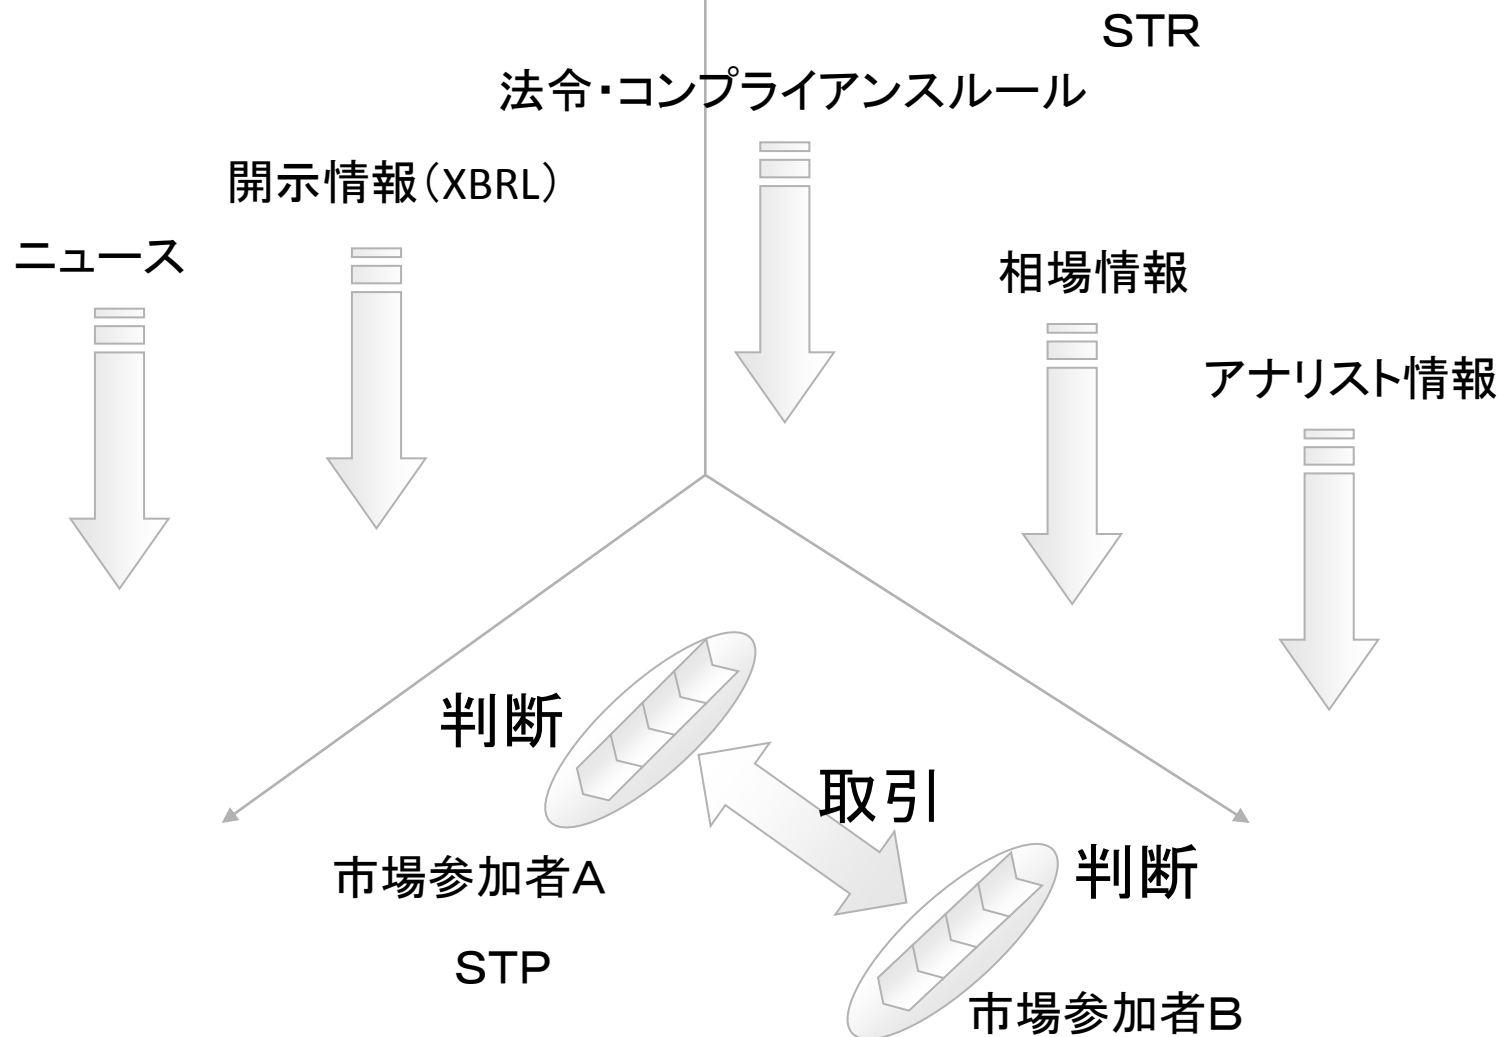 STR
法令・コンプライアンスルール
開示情報（XBRL）
ニュース
相場情報
アナリスト情報
判断
取引
市場参加者A
判断
STP
市場参加者B